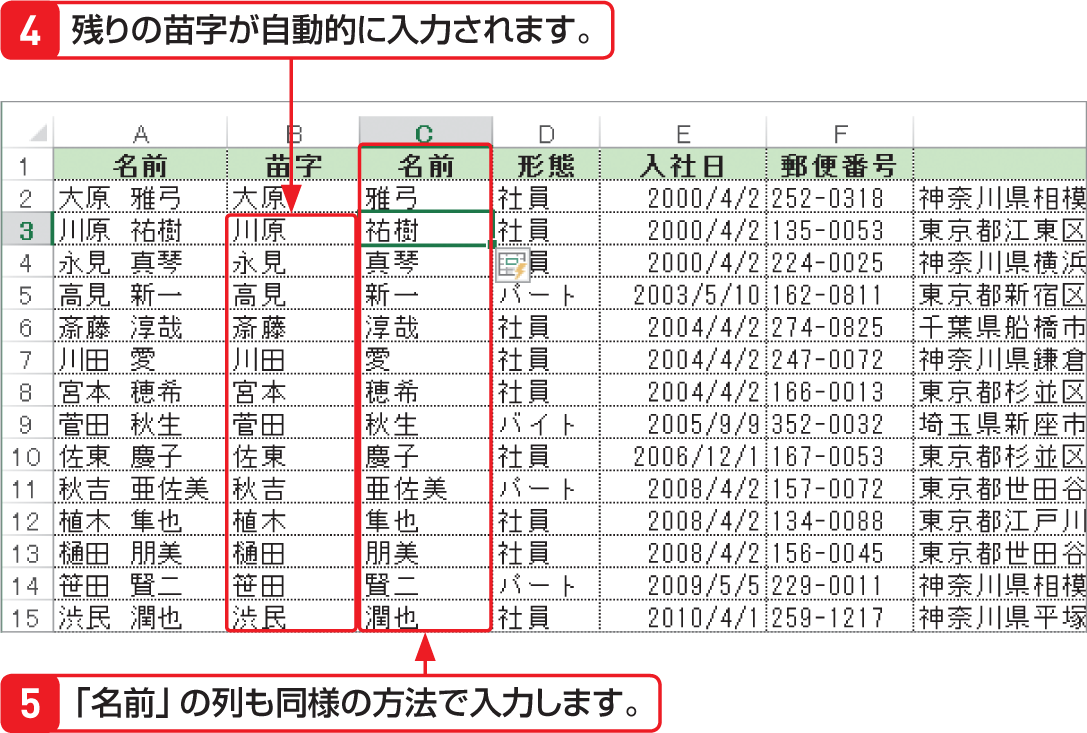 4 残りの苗字が自動的に入力されます。
A B C D E F
1 名前 苗字 名前 形態 入社日 郵便番号
2 大原 雅弓 大原 雅弓 社員 2000/4/2 252-0318 神奈川県相模
3 川原 祐樹 川原 祐樹 社員 2000/4/2 135-0053 東京都江東区
4 永見 真琴 永見 真琴 員 2000/4/2 224-0025 神奈川県横浜
5 高見 新一 高見 新一 パート 2003/5/10 162-0811 東京都新宿区
6 斎藤 淳哉 斎藤 淳哉 社員 2004/4/2 274-0825 千葉県船橋市
7 川田 愛 川田 愛 社員 2004/4/2 247-0072 神奈川県鎌倉
8 宮本 穂希 宮本 穂希 社員 2004/4/2 166-0013 東京都杉並区
9 菅田 秋生 菅田 秋生 バイト 2005/9/9 352-0032 埼玉県新座市
10 佐東 慶子 佐東 慶子 社員 2006/12/1 167-0053 東京都杉並区
11 秋吉 亜佐美 秋吉 亜佐美 パート 2008/4/2 157-0072 東京都世田谷
12 植木 隼也 植木 隼也 社員 2008/4/2 134-0088 東京都江戸川
13 樋田 朋美 樋田 朋美 社員 2008/4/2 156-0045 東京都世田谷
14 笹田 賢二 笹田 賢二 パート 2009/5/5 229-0011 神奈川県相模
15 渋民 潤也 渋民 潤也 社員 2010/4/1 259-1217 神奈川県平塚
5 「名前」の列も同様の方法で入力します。